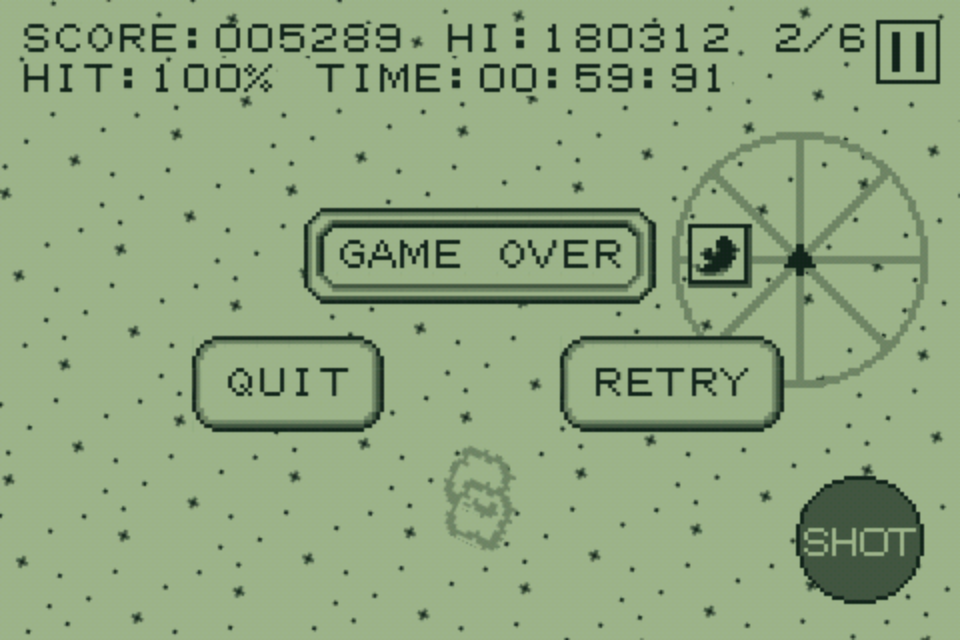 SCORE:005289 HI:180312 2/6
HIT:100% TIME:00:59:91
GAME OVER
QUIT
RETRY
SHOT